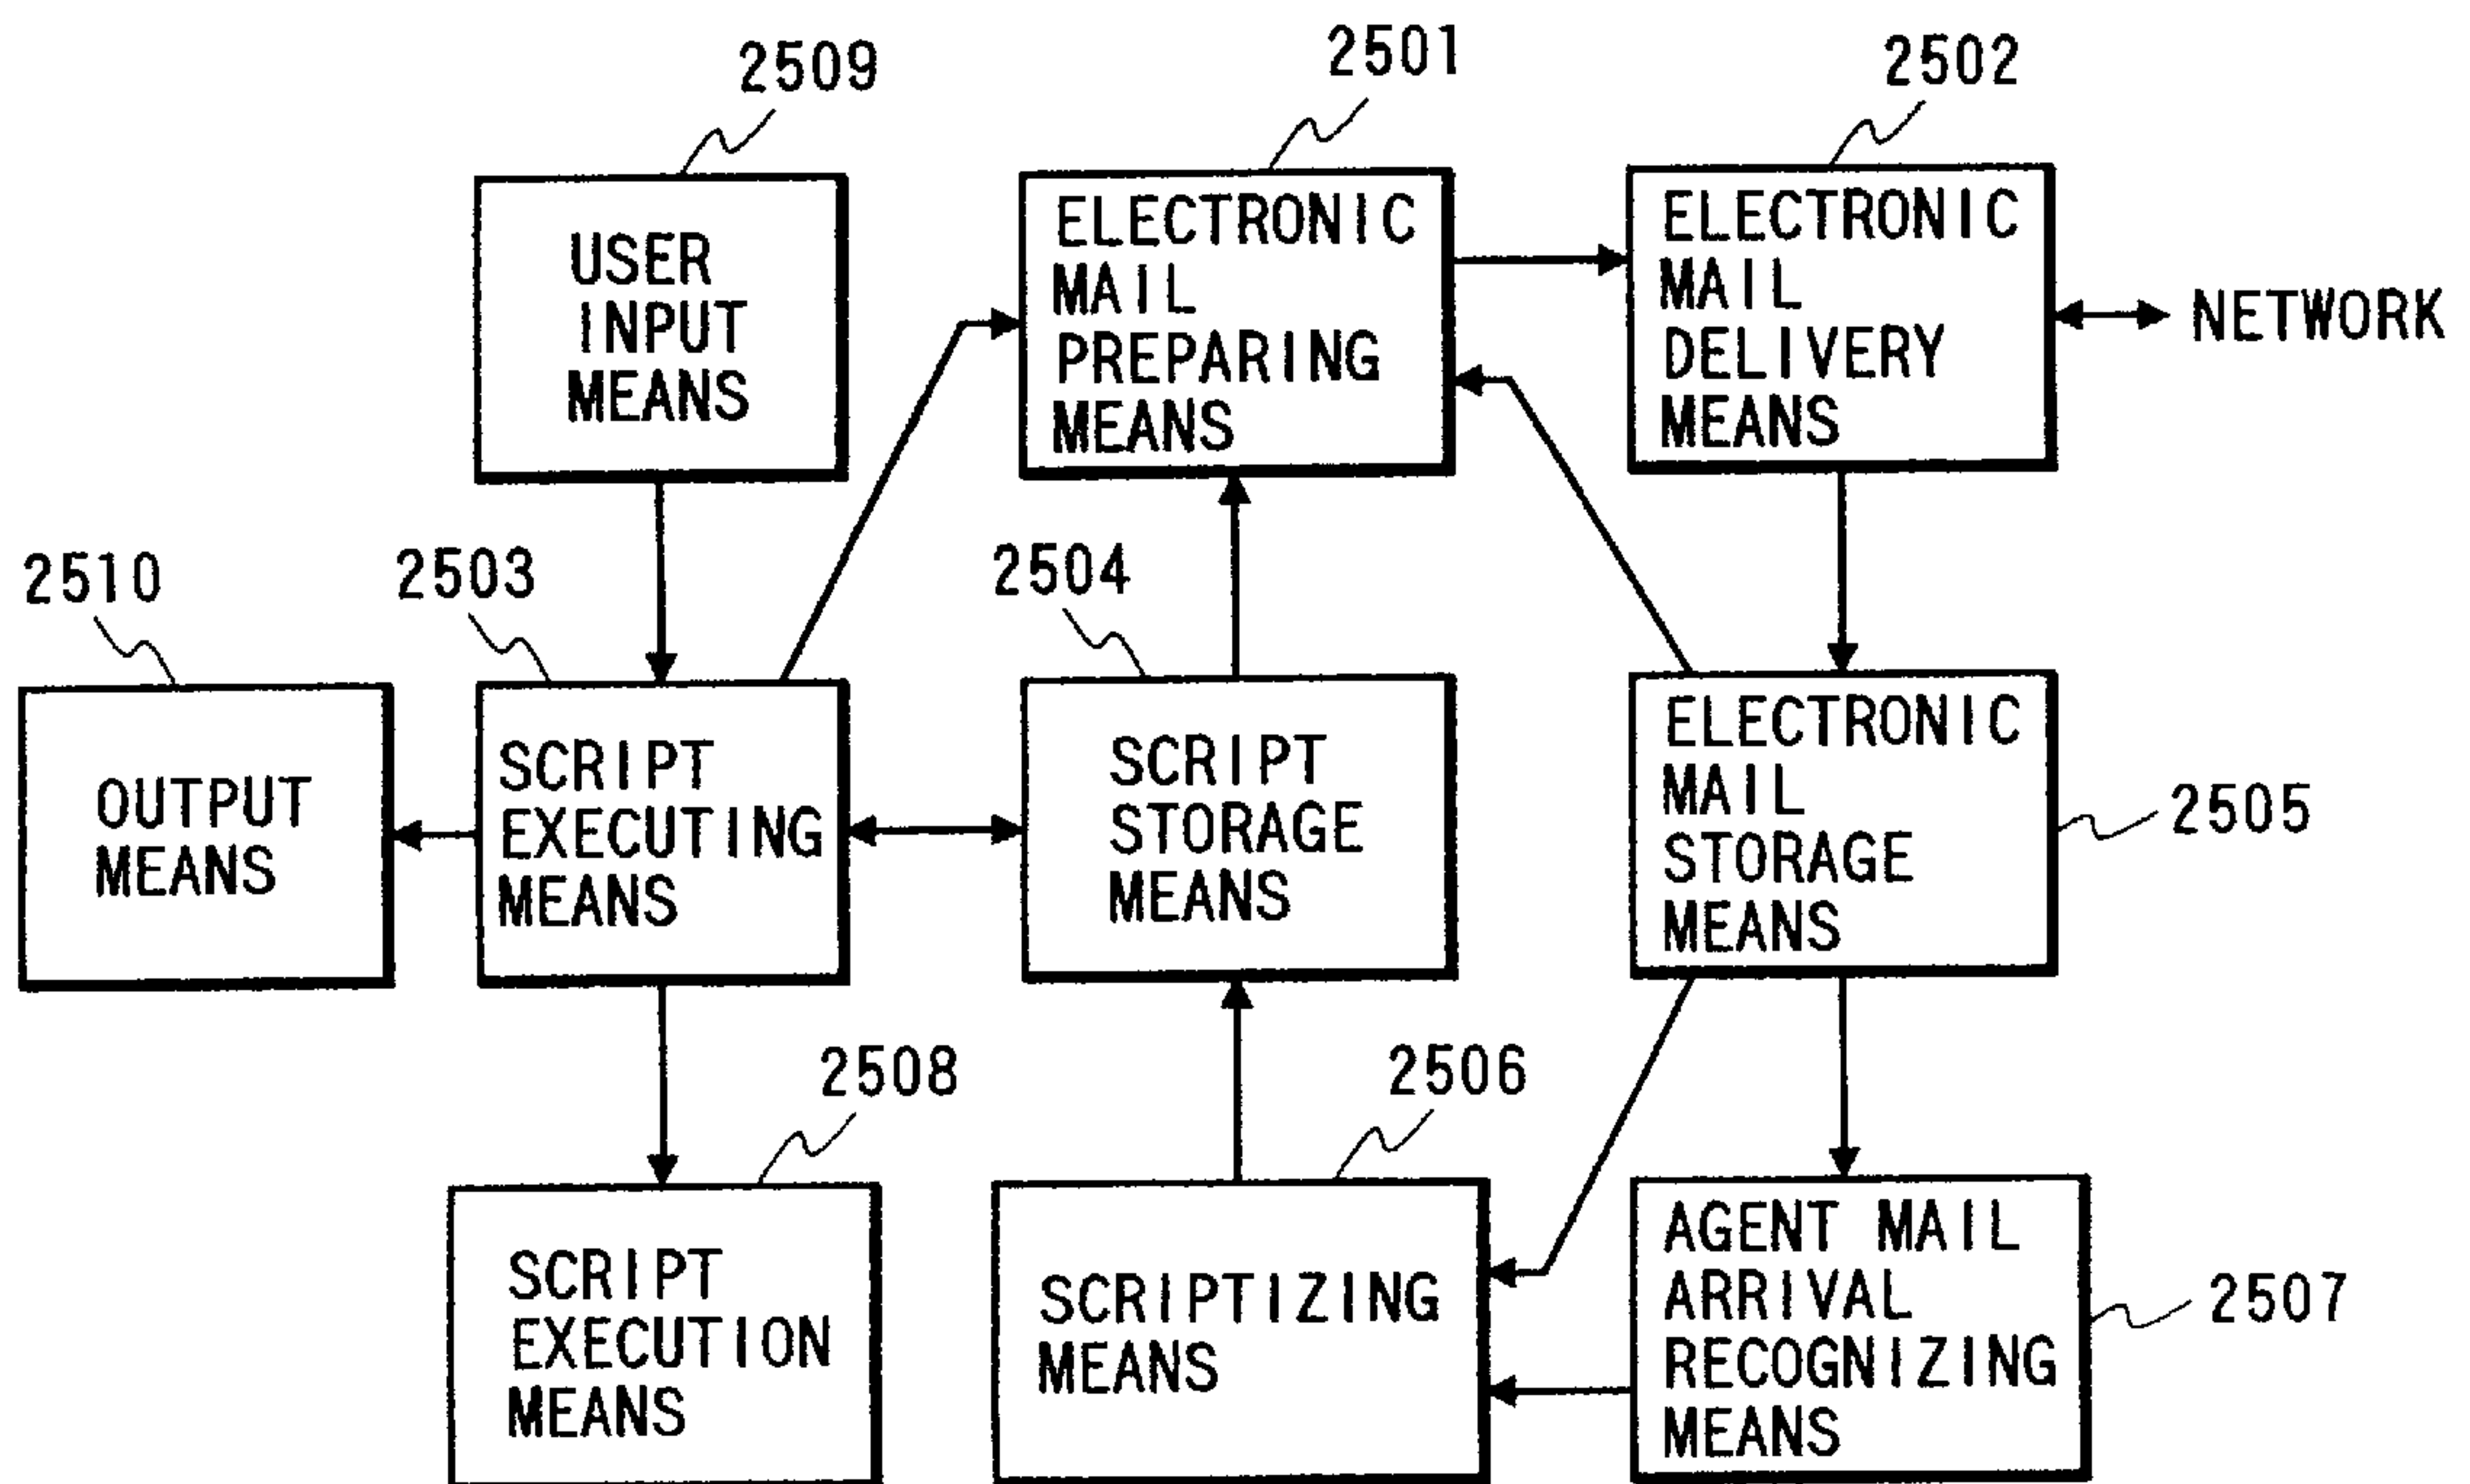 2509
2501
2502
USER
INPUT
MEANS
ELECTRONIC
MAIL
PREPARING
MEANS
ELECTRONIC
MAIL
DELIVERY
MEANS
NETWORK
2510
2503
2504
OUTPUT
MEANS
SCRIPT
EXECUTING
MEANS
SCRIPT
STORAGE
MEANS
ELECTRONIC
MAIL
STORAGE
MEANS
2505
2508
2506
SCRIPT
EXECUTION
MEANS
SCRIPTIZING
MEANS
AGENT MAIL
ARRIVAL
RECOGNIZING
MEANS
2507